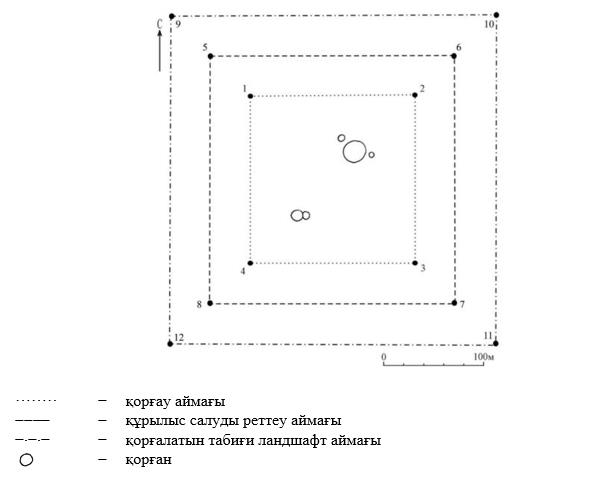 С
9
10
5
6
1
2
4
3
8
7
12
11
0
100м
– қорғау аймағы
– құрылыс салуды реттеу аймағы
– қорғалатын табиғи ландшафт аймағы
– қорған